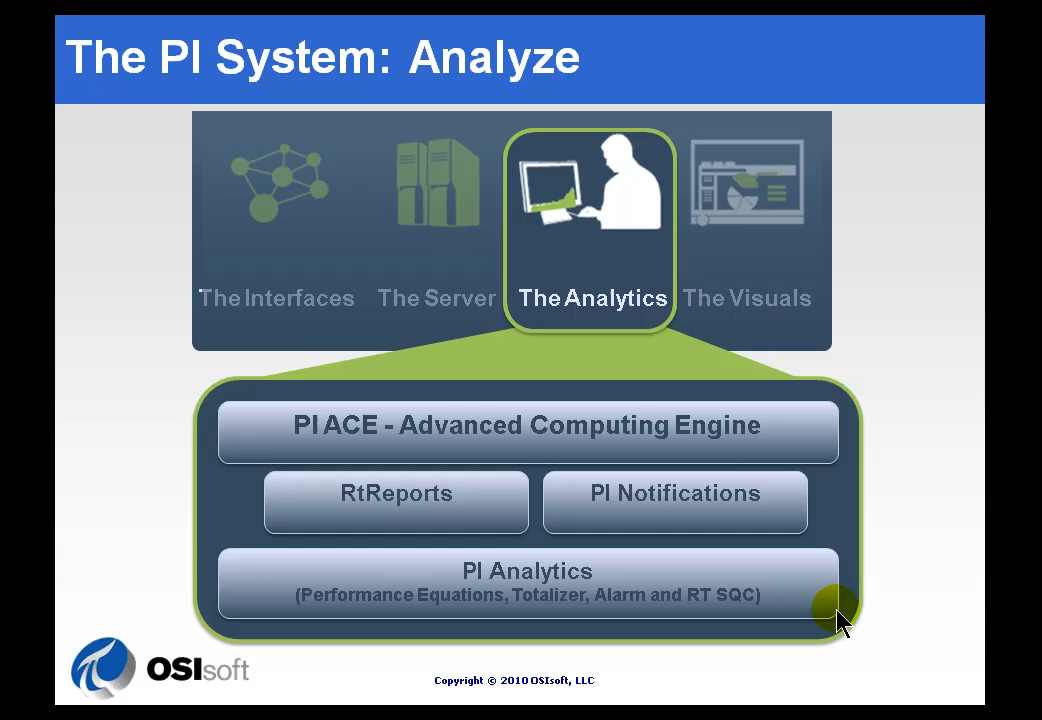 The PI System: Analyze
The Interfaces The Server The Analytics The Visuals
PI ACE - Advanced Computing Engine
RtReports PI Notifications
PI Analytics
(Performance Equations, Totalizer, Alarm and RT SQC)
OSIsoft
Copyright © 2010 OSIsoft, LLC